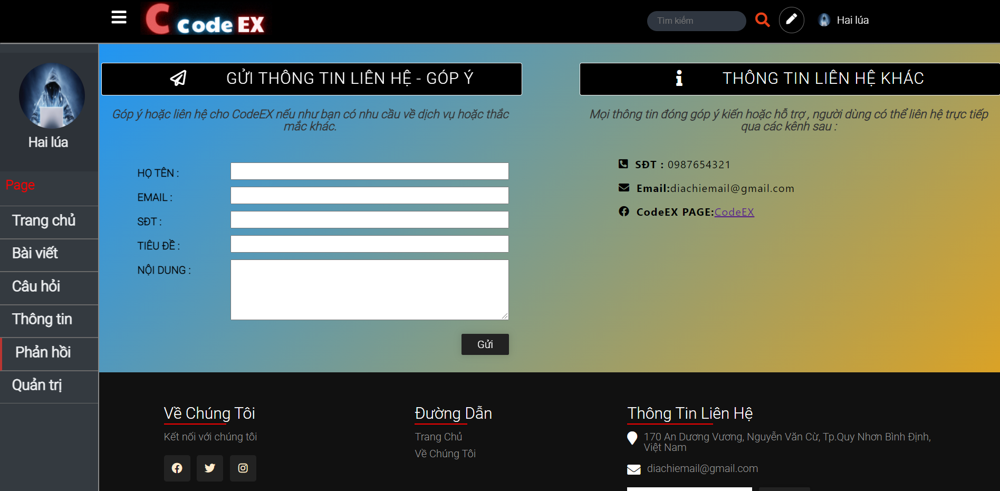 C CodeEX
Tìm kiếm
Hai lúa
Hai lúa
Page
Trang chủ
Bài viết
Câu hỏi
Thông tin
Phản hồi
Quản trị
GỬI THÔNG TIN LIÊN HỆ - GÓP Ý
Góp ý hoặc liên hệ cho CodeEX nếu như bạn có nhu cầu về dịch vụ hoặc thắc
mắc khác.
HỌ TÊN :
EMAIL :
SĐT :
TIÊU ĐỀ :
NỘI DUNG :
Gửi
THÔNG TIN LIÊN HỆ KHÁC
Mọi thông tin đóng góp ý kiến hoặc hỗ trợ , người dùng có thể liên hệ trực tiếp
qua các kênh sau :
SĐT : 0987654321
Email:diachiemail@gmail.com
CodeEX PAGE:CodeEX
Về Chúng Tôi
Kết nối với chúng tôi
Đường Dẫn
Trang Chủ
Về Chúng Tôi
Thông Tin Liên Hệ
170 An Dương Vương, Nguyễn Văn Cừ, Tp.Quy Nhơn Bình Định,
Việt Nam
diachiemail@gmail.com